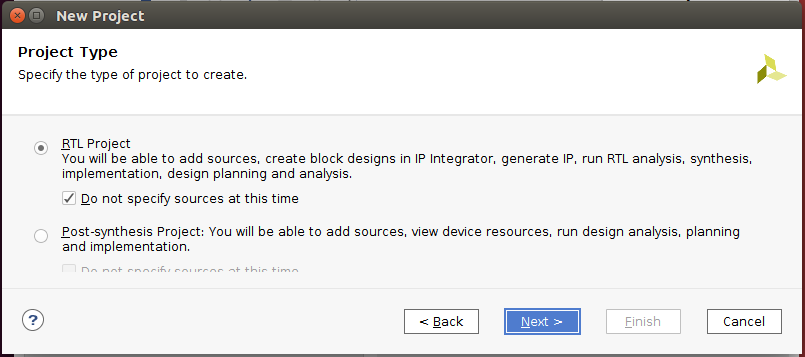 New Project
Project Type
Specify the type of project to create.
RTL Project
You will be able to add sources, create block designs in IP Integrator, generate IP, run RTL analysis, synthesis,
implementation, design planning and analysis.
Do not specify sources at this time
Post-synthesis Project: You will be able to add sources, view device resources, run design analysis, planning
and implementation.
Do not specify sources at this time
?
< Back
Next >
Finish
Cancel